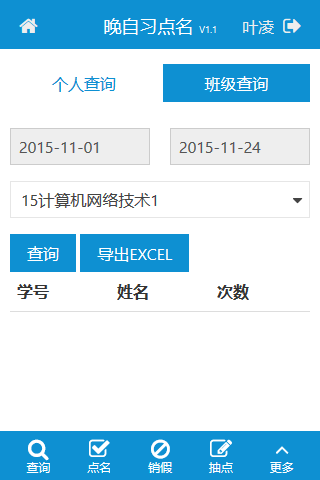 晚自习点名 V1.1 叶凌
个人查询 班级查询
2015-11-01 2015-11-24
15计算机网络技术1
查询 导出EXCEL
学号 姓名 次数
查询 点名 销假 抽点 更多